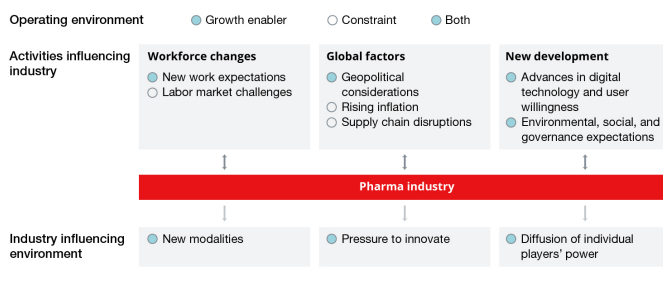 Operating environment
Growth enabler
Constraint
Both
Activities influencing
industry
Workforce changes
New work expectations
Labor market challenges
Global factors
Geopolitical
considerations
Rising inflation
Supply chain disruptions
New development
Advances in digital
technology and user
willingness
Environmental, social, and
governance expectations
Pharma industry
Industry influencing
environment
New modalities
Pressure to innovate
Diffusion of individual
players' power